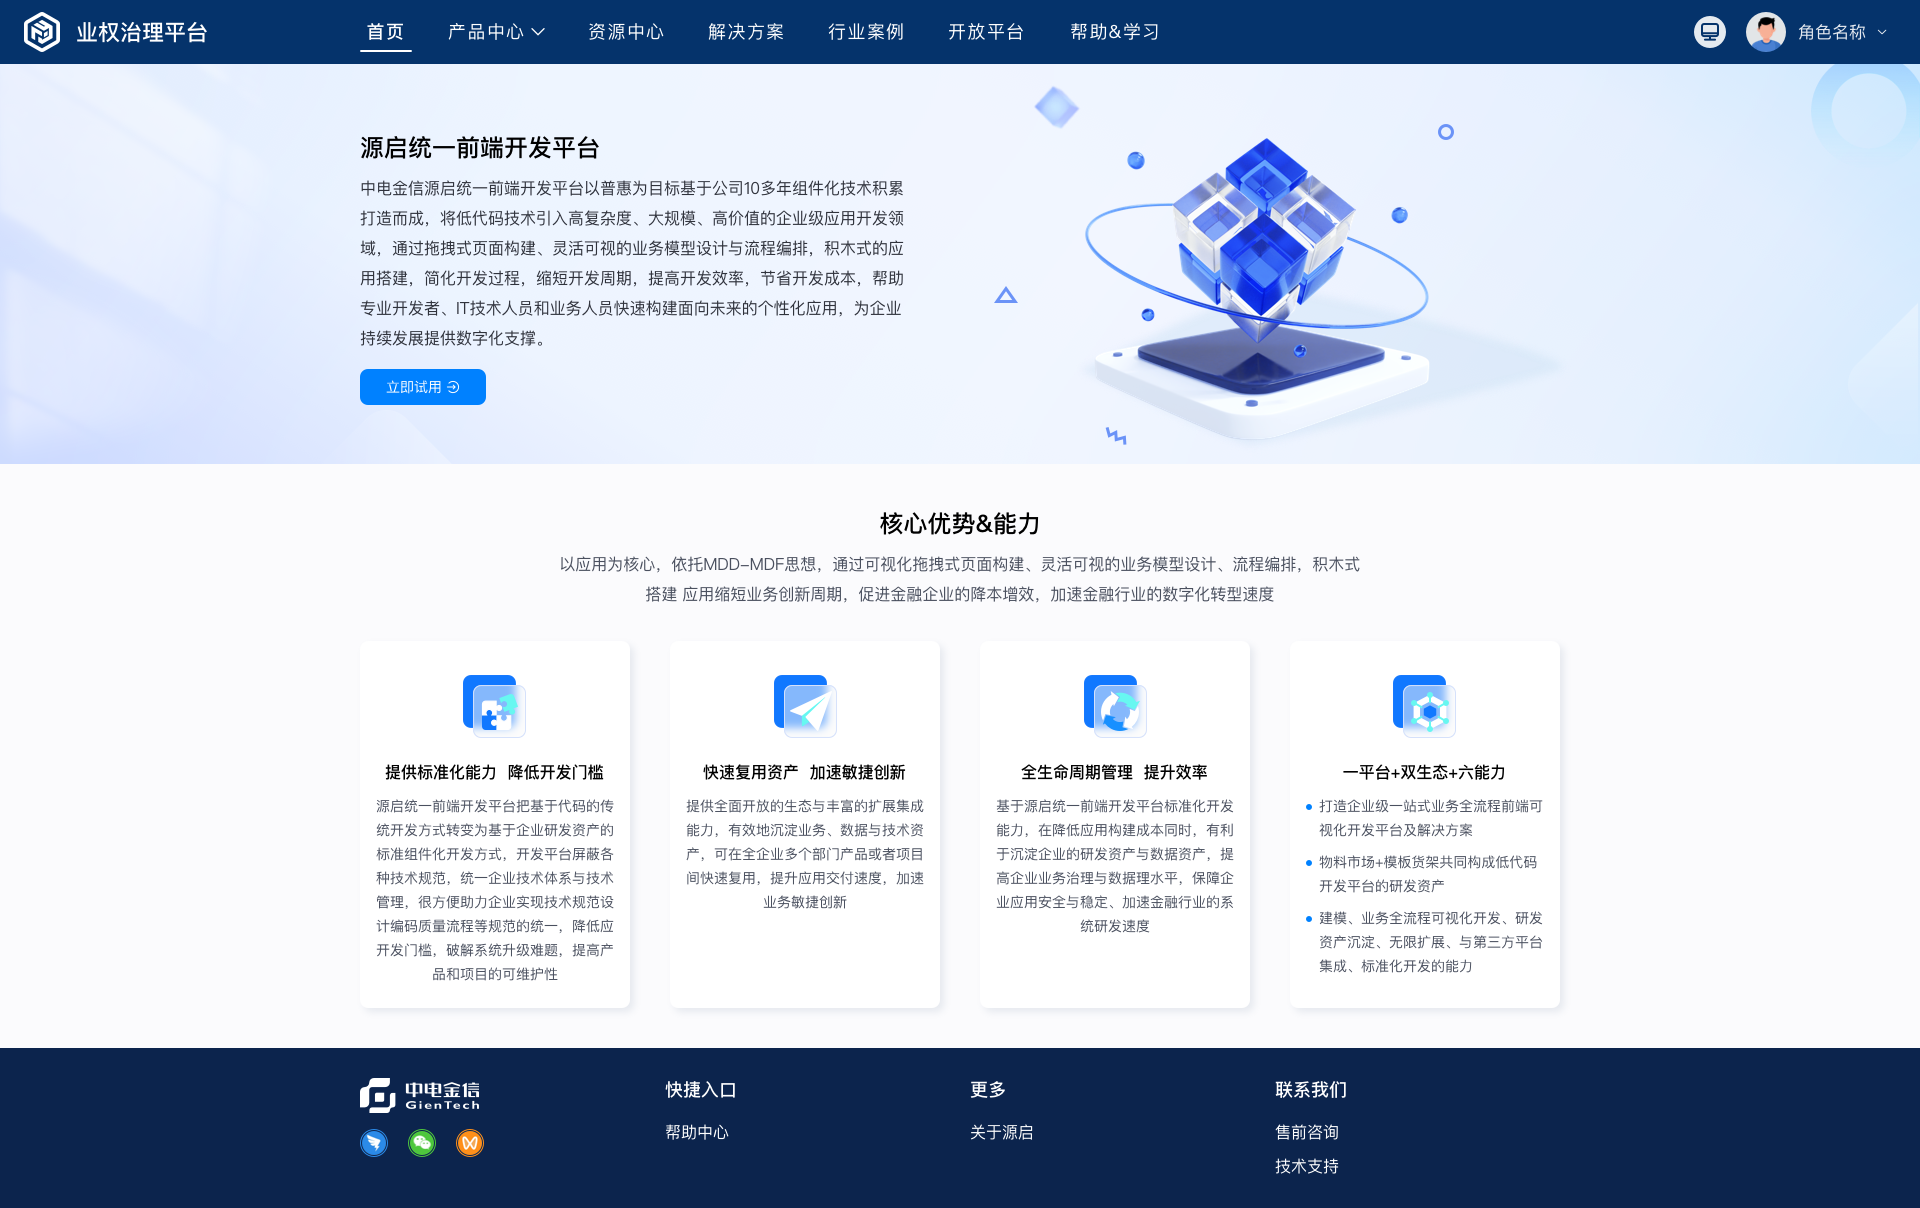 业权治理平台
首页 产品中心 资源中心 解决方案 行业案例 开放平台 帮助&学习
角色名称
源启统一前端开发平台
中电金信源启统一前端开发平台以普惠为目标基于公司10多年组件化技术积累
打造而成，将低代码技术引入高复杂度、大规模、高价值的企业级应用开发领
域，通过拖拽式页面构建、灵活可视的业务模型设计与流程编排，积木式的应
用搭建，简化开发过程，缩短开发周期，提高开发效率，节省开发成本，帮助
专业开发者、IT技术人员和业务人员快速构建面向未来的个性化应用，为企业
持续发展提供数字化支撑。
立即试用
核心优势&能力
以应用为核心，依托MDD-MDF思想，通过可视化拖拽式页面构建、灵活可视的业务模型设计、流程编排，积木式
搭建 应用缩短业务创新周期，促进金融企业的降本增效，加速金融行业的数字化转型速度
提供标准化能力 降低开发门槛
源启统一前端开发平台把基于代码的传
统开发方式转变为基于企业研发资产的
标准组件化开发方式，开发平台屏蔽各
种技术规范，统一企业技术体系与技术
管理，很方便助力企业实现技术规范设
计编码质量流程等规范的统一，降低应
开发门槛，破解系统升级难题，提高产
品和项目的可维护性
快速复用资产 加速敏捷创新
提供全面开放的生态与丰富的扩展集成
能力，有效地沉淀业务、数据与技术资
产，可在全企业多个部门产品或者项目
间快速复用，提升应用交付速度，加速
业务敏捷创新
全生命周期管理 提升效率
基于源启统一前端开发平台标准化开发
能力，在降低应用构建成本同时，有利
于沉淀企业的研发资产与数据资产，提
高企业业务治理与数据理水平，保障企
业应用安全与稳定、加速金融行业的系
统研发速度
一平台+双生态+六能力
打造企业级一站式业务全流程前端可
视化开发平台及解决方案
物料市场+模板货架共同构成低代码
开发平台的研发资产
建模、业务全流程可视化开发、研发
资产沉淀、无限扩展、与第三方平台
集成、标准化开发的能力
中电金信
GienTech
快捷入口
帮助中心
更多
关于源启
联系我们
售前咨询
技术支持